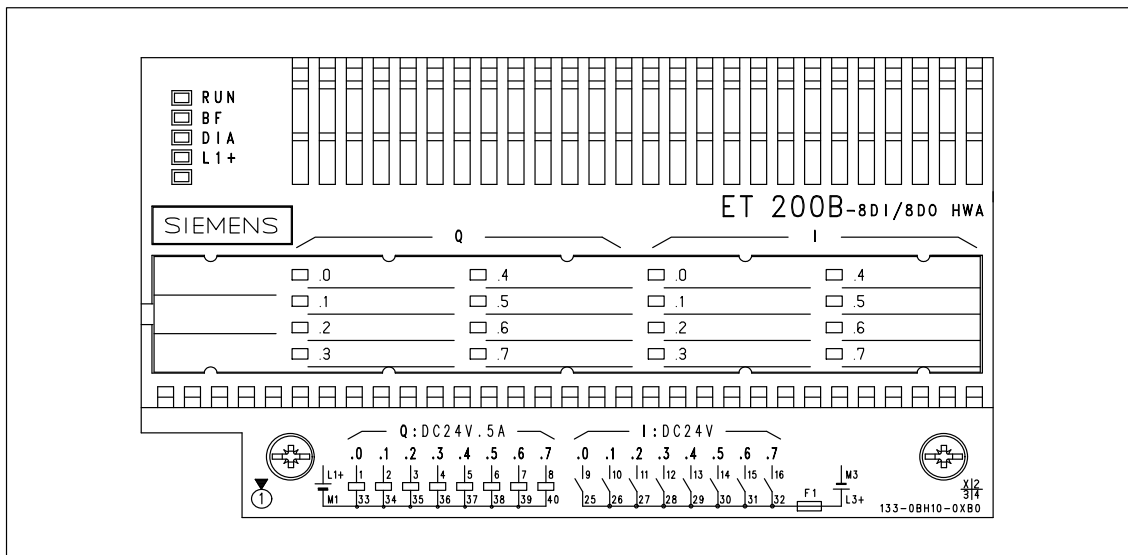 RUN
BF
DIA
L1+
ET 200B-8DI/8DO HWA
SIEMENS
Q I
.0 .4 .0 .4
.1 .5 .1 .5
.2 .6 .2 .6
.3 .7 .3 .7
Q:DC24V.5A I:DC24V
.0 .1 .2 .3 .4 .5 .6 .7 .0 .1 .2 .3 .4 .5 .6 .7
L1+ 1 2 3 4 5 6 7 8 9 10 11 12 13 14 15 16 M3
M1 33 34 35 36 37 38 39 40 25 26 27 28 29 30 31 32 F1 L3+
1
X 2
3 4
133-0BH10-0XB0